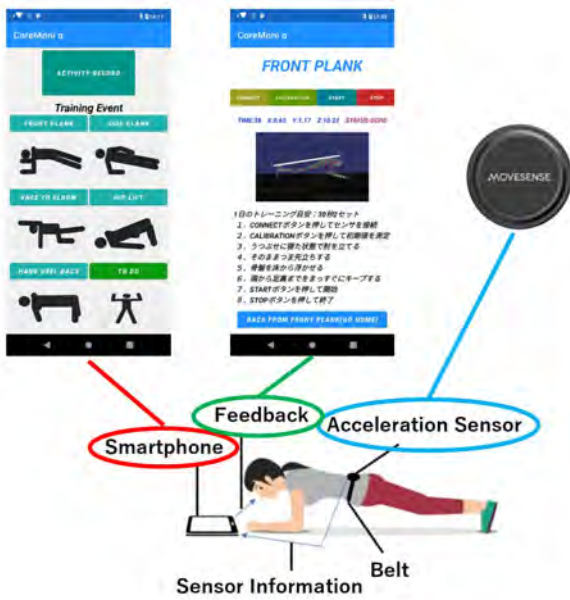 CoreMoni α
ACTIVITY RECORD
Training Event
FRONT PLANK
SIDE PLANK
KNEE TO ELBOW
HIP LIFT
HAND HEEL BACK
TO DO
CoreMoni α
FRONT PLANK
CONNECT
CALIBRATION
START
STOP
1日のトレーニング目安:30秒2セット
1. CONNECTボタンを押してセンサを接続
2. CALIBRATIONボタンを押して初期値を測定
3. うつぶせに寝た状態で肘を立てる
4. そのままつま先立ちする
5. 骨盤を床から浮かせる
6. 頭から足裏までをまっすぐにキープする
7. STARTボタンを押して開始
8. STOPボタンを押して終了
BACK FROM FRONT PLANK(GO HOME)
MOVESENSE
Feedback
Smartphone
Acceleration Sensor
Belt
Sensor Information